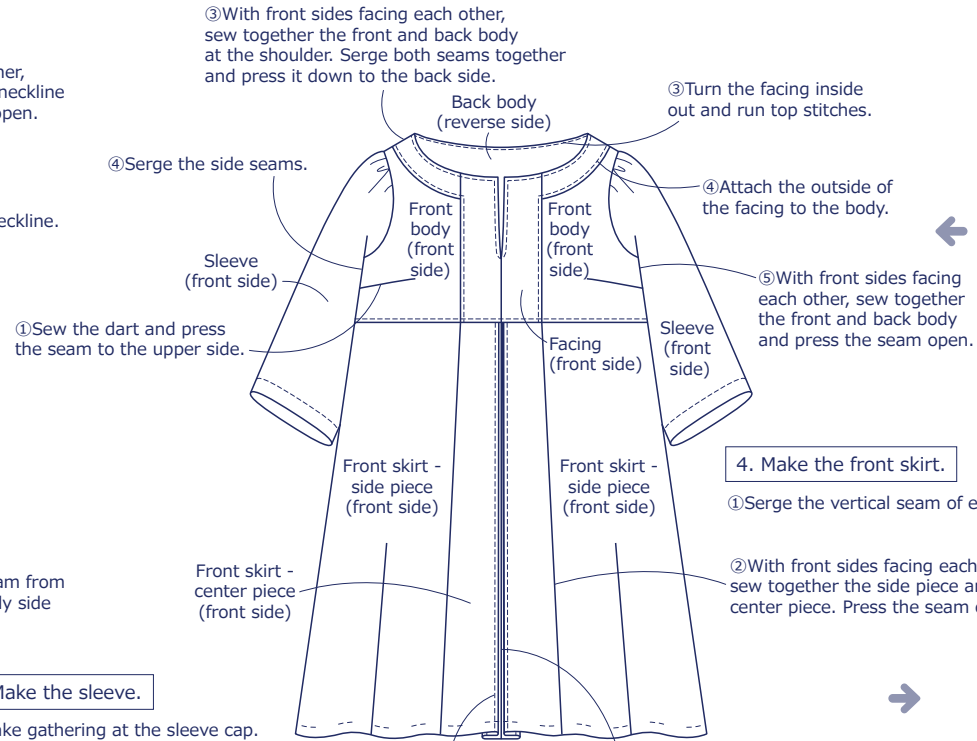 ③With front sides facing each other,
sew together the front and back body
at the shoulder. Serge both seams together
and press it down to the back side.
neckline
Back body
(reverse side)
③Turn the facing inside
out and run top stitches.
④Serge the side seams.
④Attach the outside of
the facing to the body.
Front
body
(front
side)
Front
body
(front
side)
Sleeve
(front side)
⑤With front sides facing
each other, sew together
the front and back body
and press the seam open.
①Sew the dart and press
the seam to the upper side.
Facing
(front side)
Sleeve
(front
side)
4. Make the front skirt.
①Serge the vertical seam of
Front skirt -
side piece
(front side)
Front skirt -
side piece
(front side)
②With front sides facing each
sew together the side piece
center piece. Press the seam
Front skirt -
center piece
(front side)
from
side
Make the sleeve.
gathering at the sleeve cap.